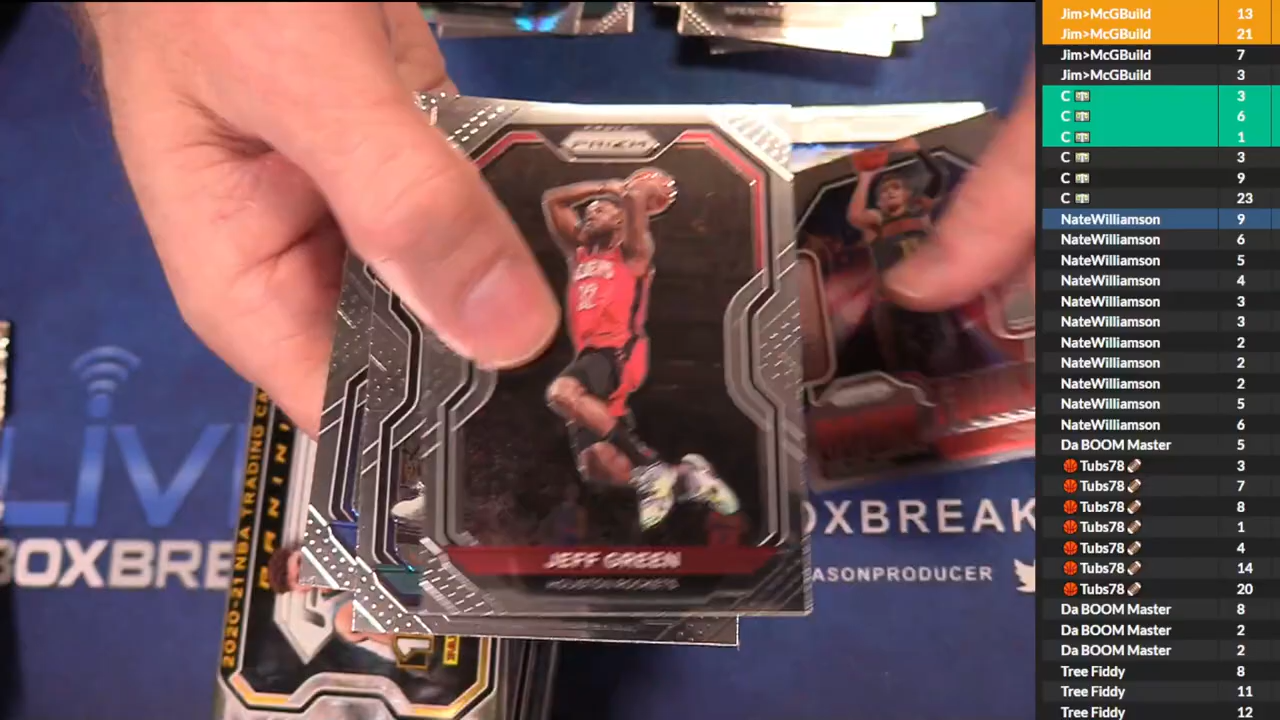 SPENCER
PRIZM
JEFF GREEN
HOUSTON ROCKETS
LIVE
BOXBRE
OXBREAK
ASONPRODUCER
2020-21 NBA TRADING CA
PANINI
Jim>McGBuild 13
Jim>McGBuild 21
Jim>McGBuild 7
Jim>McGBuild 3
C 3
C 6
C 1
C 3
C 9
C 23
NateWilliamson 9
NateWilliamson 6
NateWilliamson 5
NateWilliamson 4
NateWilliamson 3
NateWilliamson 3
NateWilliamson 2
NateWilliamson 2
NateWilliamson 2
NateWilliamson 5
NateWilliamson 6
Da BOOM Master 5
🏀 Tubs78 🏈 3
🏀 Tubs78 🏈 7
🏀 Tubs78 🏈 8
🏀 Tubs78 🏈 1
🏀 Tubs78 🏈 4
🏀 Tubs78 🏈 14
🏀 Tubs78 🏈 20
Da BOOM Master 8
Da BOOM Master 2
Da BOOM Master 2
Tree Fiddy 8
Tree Fiddy 11
Tree Fiddy 12